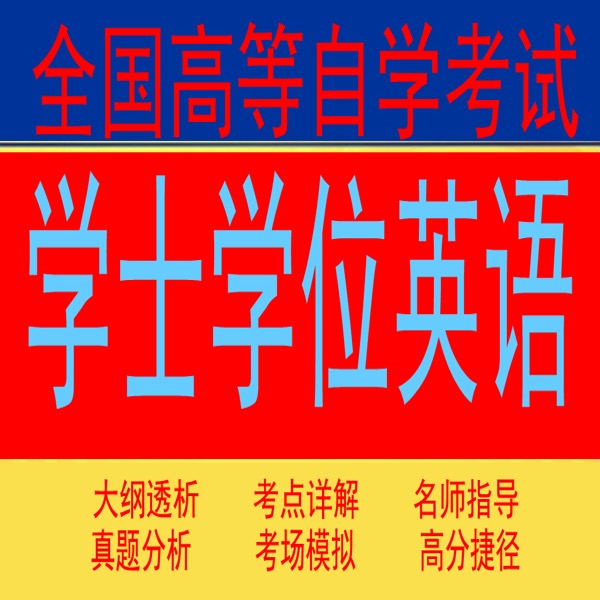 全国高等自学考试
学士学位英语
大纲透析 考点详解 名师指导
真题分析 考场模拟 高分捷径